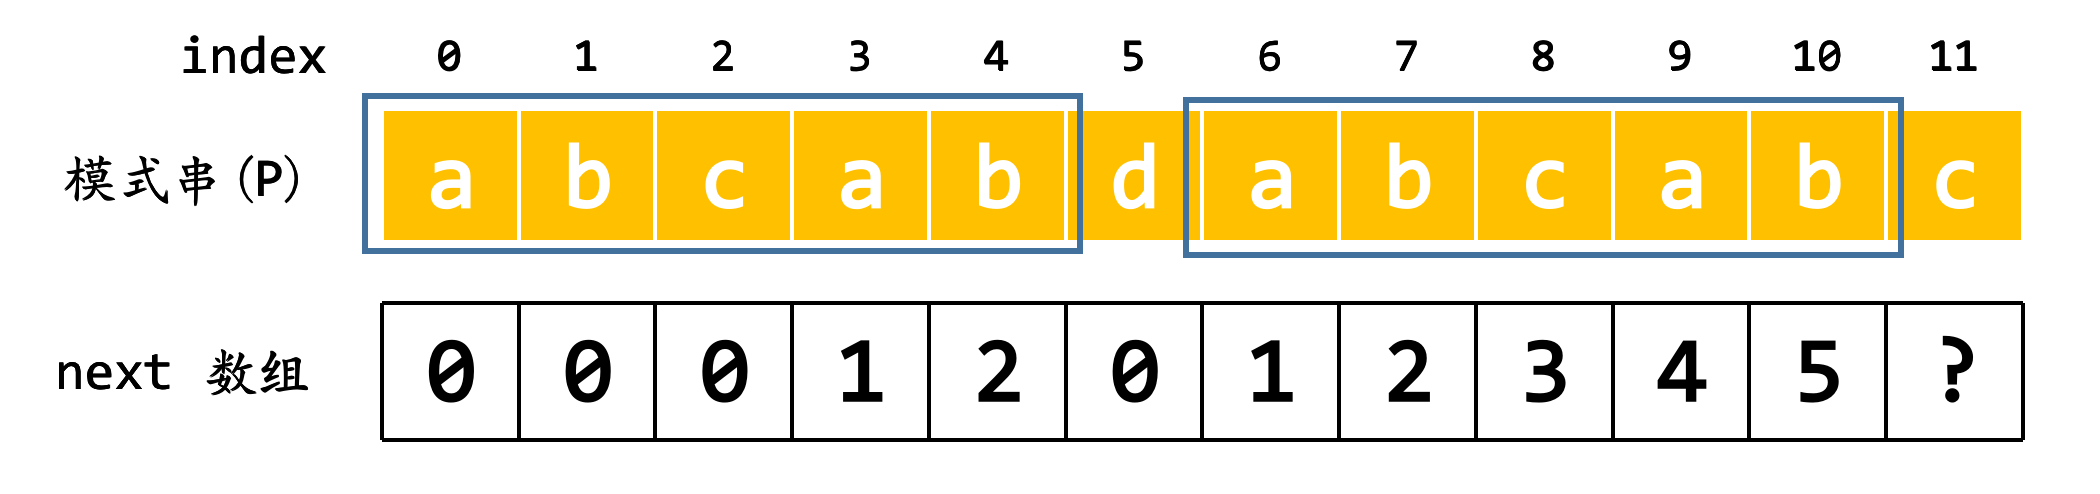 index 0 1 2 3 4 5 6 7 8 9 10 11
模式串(P) a b c a b d a b c a b c
next 数组 0 0 0 1 2 0 1 2 3 4 5 ?